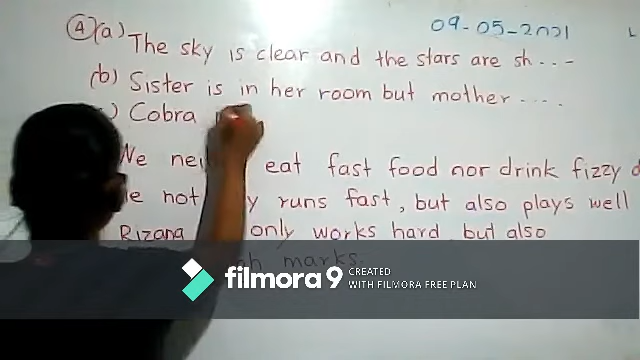 09-05-2021
④(a) The sky is clear and the stars are sh...-
(b) Sister is in her room but mother ....
) Cobra
We ne eat fast food nor drink fizzy d
e not y runs fast, but also plays well
Rizana only works hard, but also
marks.
filmora 9 CREATED
WITH FILMORA FREE PLAN